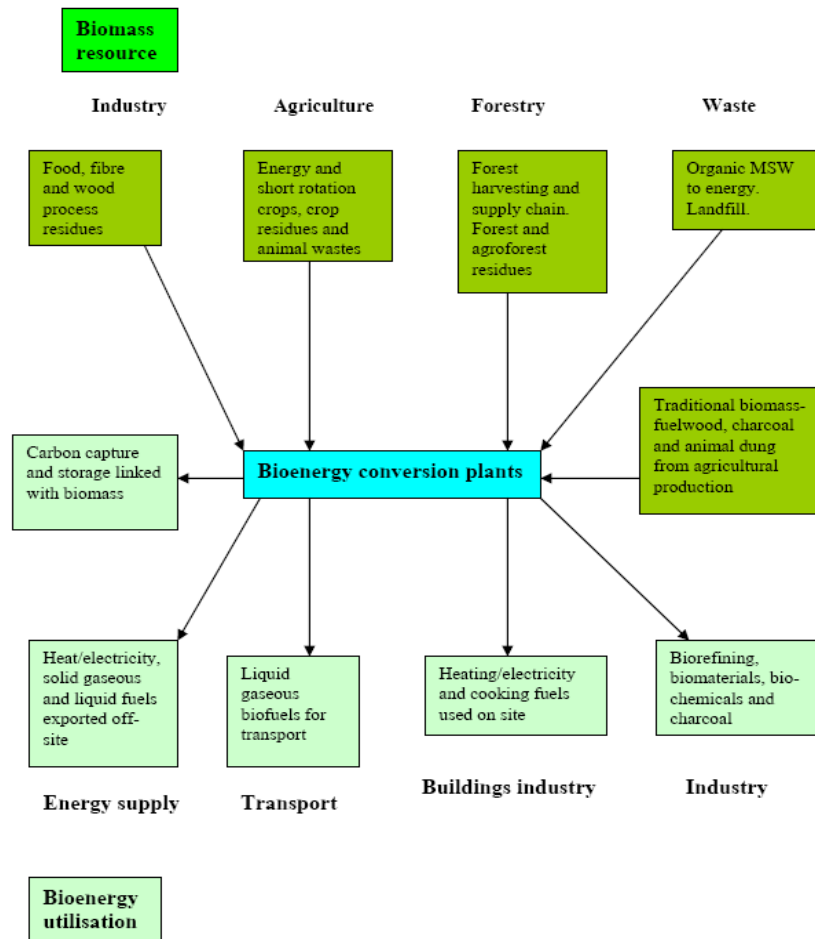 Biomass
resource
Industry
Agriculture
Forestry
Waste
Food, fibre
and wood
process
residues
Energy and
short rotation
crops, crop
residues and
animal wastes
Forest
harvesting and
supply chain.
Forest and
agroforest
residues
Organic MSW
to energy.
Landfill.
Traditional biomass-
fuelwood, charcoal
and animal dung
from agricultural
production
Carbon capture
and storage linked
with biomass
Bioenergy conversion plants
Heat/electricity,
solid gaseous
and liquid fuels
exported off-
site
Liquid
gaseous
biofuels for
transport
Heating/electricity
and cooking fuels
used on site
Biorefining,
biomaterials, bio-
chemicals and
charcoal
Energy supply
Transport
Buildings industry
Industry
Bioenergy
utilisation